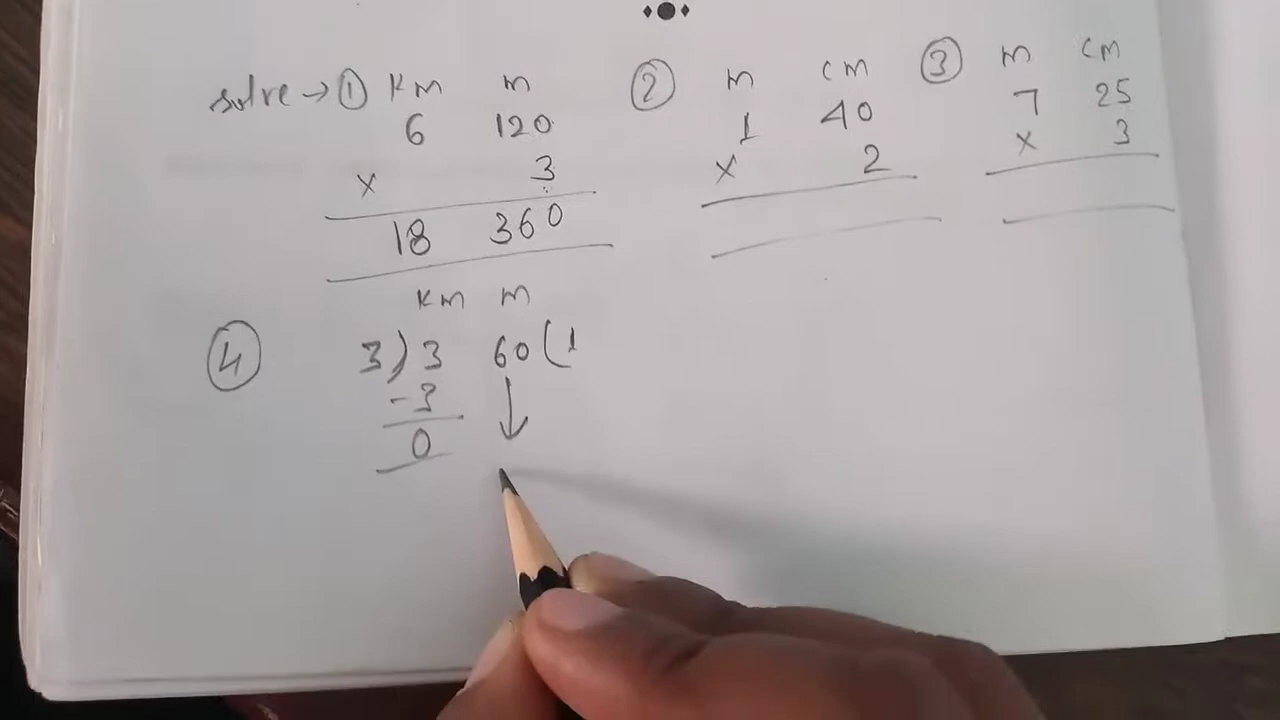 solve → ① Km m ② m cm ③ m cm
6 120 1 40 7 25
x 3 x 2 x 3
18 360
Km m
④ 3) 3 60 (1
-3
0